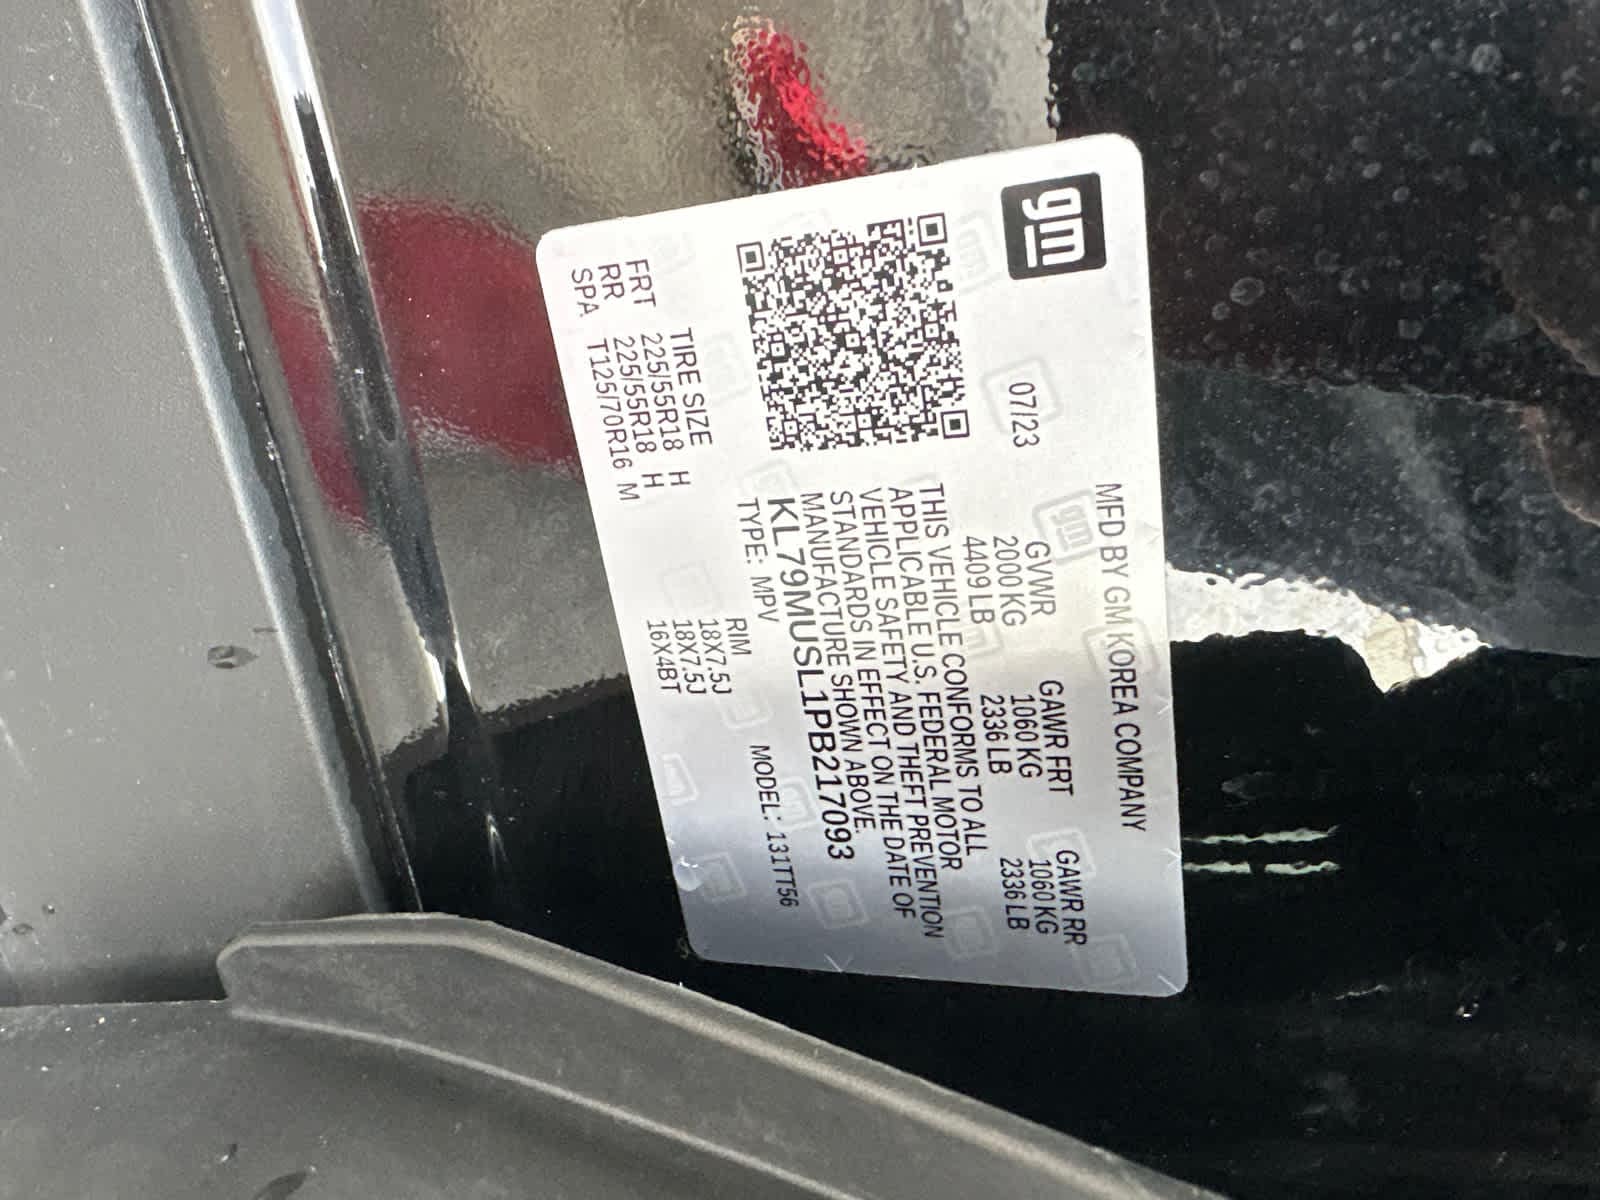 gm
MFD BY GM KOREA COMPANY
07/23
GVWR GAWR FRT GAWR RR
2000 KG 1060 KG 1060 KG
4409 LB 2336 LB 2336 LB
THIS VEHICLE CONFORMS TO ALL
APPLICABLE U.S. FEDERAL MOTOR
VEHICLE SAFETY AND THEFT PREVENTION
STANDARDS IN EFFECT ON THE DATE OF
MANUFACTURE SHOWN ABOVE.
KL79MUSL1PB217093
TYPE: MPV MODEL: 131TT56
TIRE SIZE RIM
FRT 225/55R18 H 18X7.5J
RR 225/55R18 H 18X7.5J
SPA T125/70R16 M 16X4BT